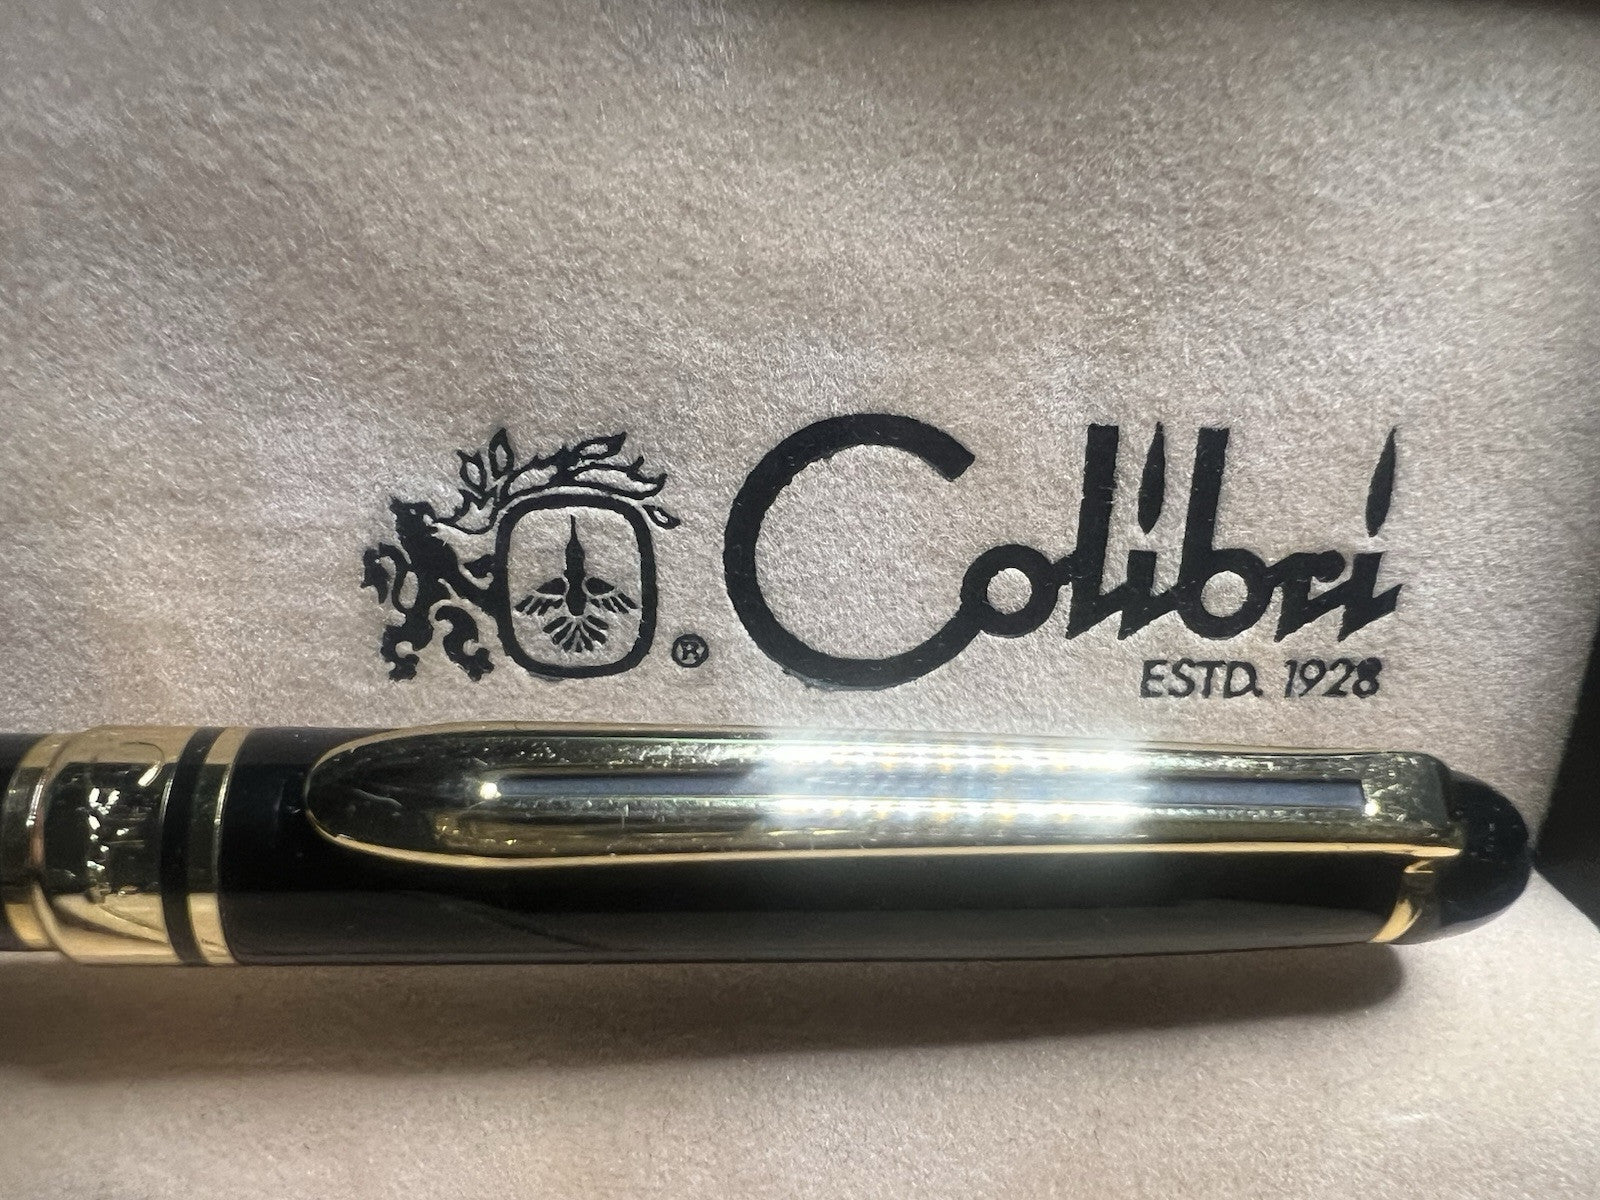 ®
Colibri
ESTD. 1928